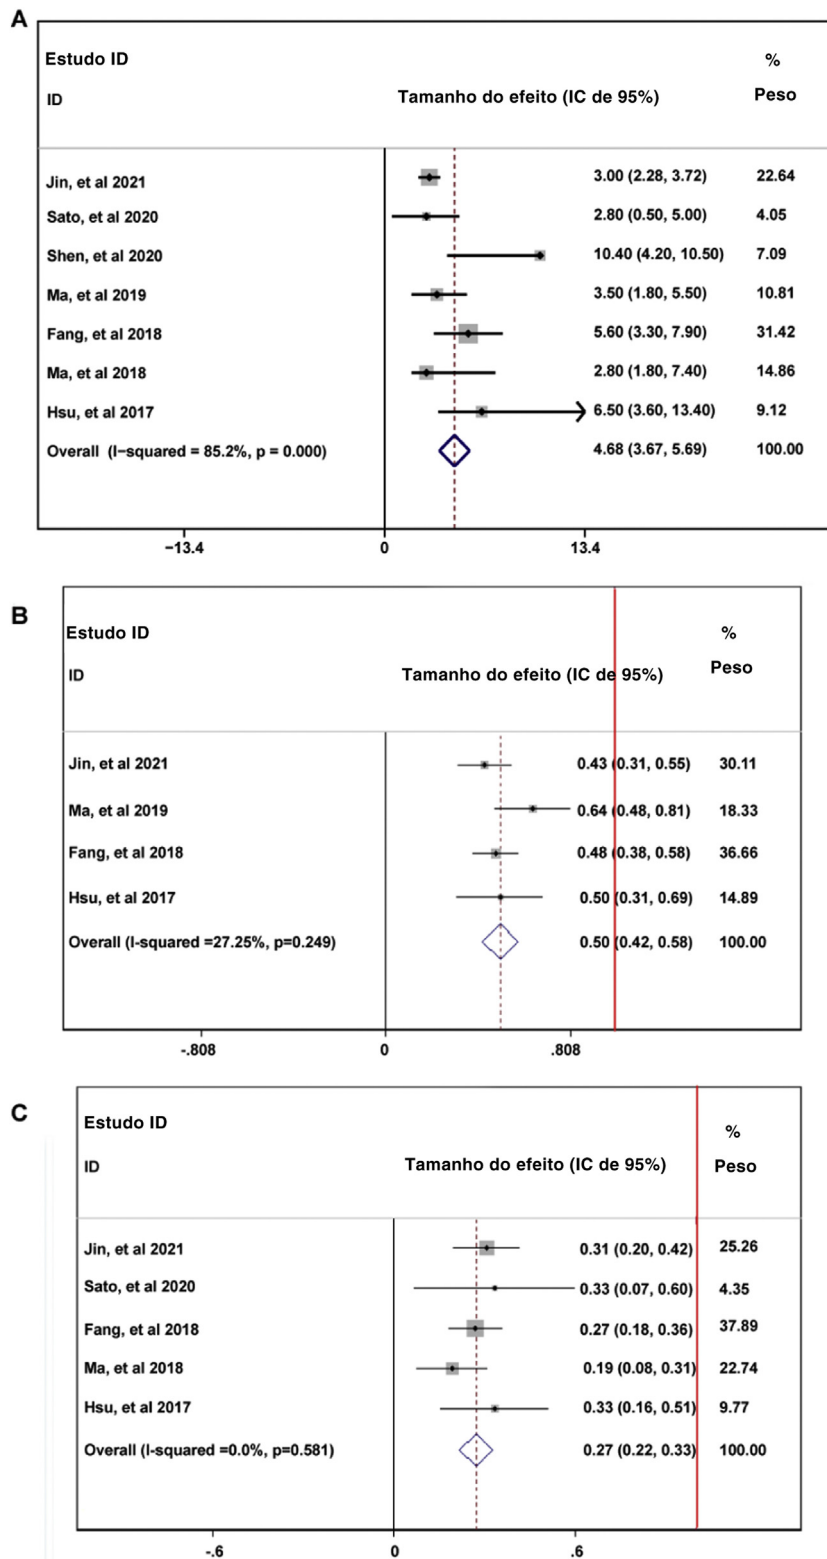 A
Estudo ID
%
ID
Tamanho do efeito (IC de 95%)
Peso
Jin, et al 2021 3.00 (2.28, 3.72) 22.64
Sato, et al 2020 2.80 (0.50, 5.00) 4.05
Shen, et al 2020 10.40 (4.20, 10.50) 7.09
Ma, et al 2019 3.50 (1.80, 5.50) 10.81
Fang, et al 2018 5.60 (3.30, 7.90) 31.42
Ma, et al 2018 2.80 (1.80, 7.40) 14.86
Hsu, et al 2017 6.50 (3.60, 13.40) 9.12
Overall (I−squared = 85.2%, p = 0.000) 4.68 (3.67, 5.69) 100.00
−13.4 0 13.4
B
Estudo ID
%
ID
Tamanho do efeito (IC de 95%)
Peso
Jin, et al 2021 0.43 (0.31, 0.55) 30.11
Ma, et al 2019 0.64 (0.48, 0.81) 18.33
Fang, et al 2018 0.48 (0.38, 0.58) 36.66
Hsu, et al 2017 0.50 (0.31, 0.69) 14.89
Overall (I-squared =27.25%, p=0.249) 0.50 (0.42, 0.58) 100.00
-.808 0 .808
C
Estudo ID
%
ID
Tamanho do efeito (IC de 95%)
Peso
Jin, et al 2021 0.31 (0.20, 0.42) 25.26
Sato, et al 2020 0.33 (0.07, 0.60) 4.35
Fang, et al 2018 0.27 (0.18, 0.36) 37.89
Ma, et al 2018 0.19 (0.08, 0.31) 22.74
Hsu, et al 2017 0.33 (0.16, 0.51) 9.77
Overall (I-squared =0.0%, p=0.581) 0.27 (0.22, 0.33) 100.00
-.6 0 .6